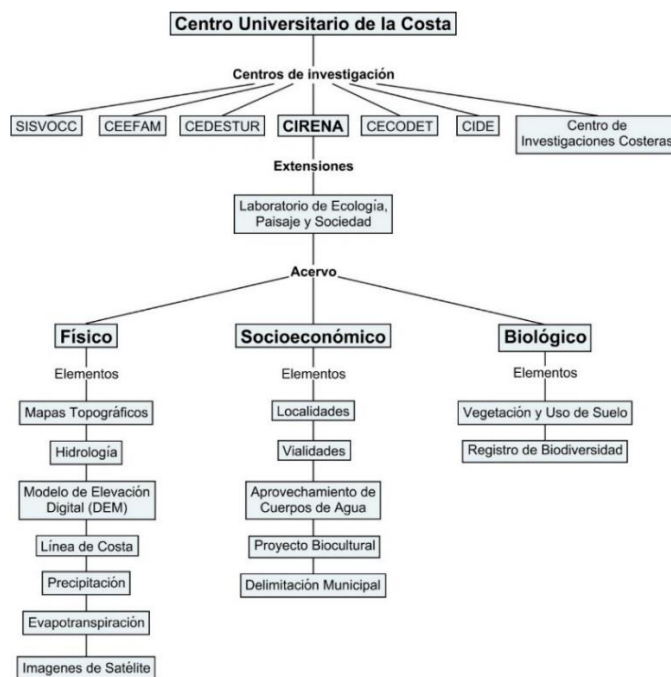 Centro Universitario de la Costa
Centros de investigación
SISVOCC
CEEFAM
CEDESTUR
CIRENA
CECODET
CIDE
Centro de
Investigaciones Costeras
Extensiones
Laboratorio de Ecología,
Paisaje y Sociedad
Acervo
Físico
Socioeconómico
Biológico
Elementos
Elementos
Elementos
Mapas Topográficos
Localidades
Vegetación y Uso de Suelo
Hidrología
Vialidades
Registro de Biodiversidad
Modelo de Elevación
Digital (DEM)
Aprovechamiento de
Cuerpos de Agua
Línea de Costa
Proyecto Biocultural
Precipitación
Delimitación Municipal
Evapotranspiración
Imagenes de Satélite